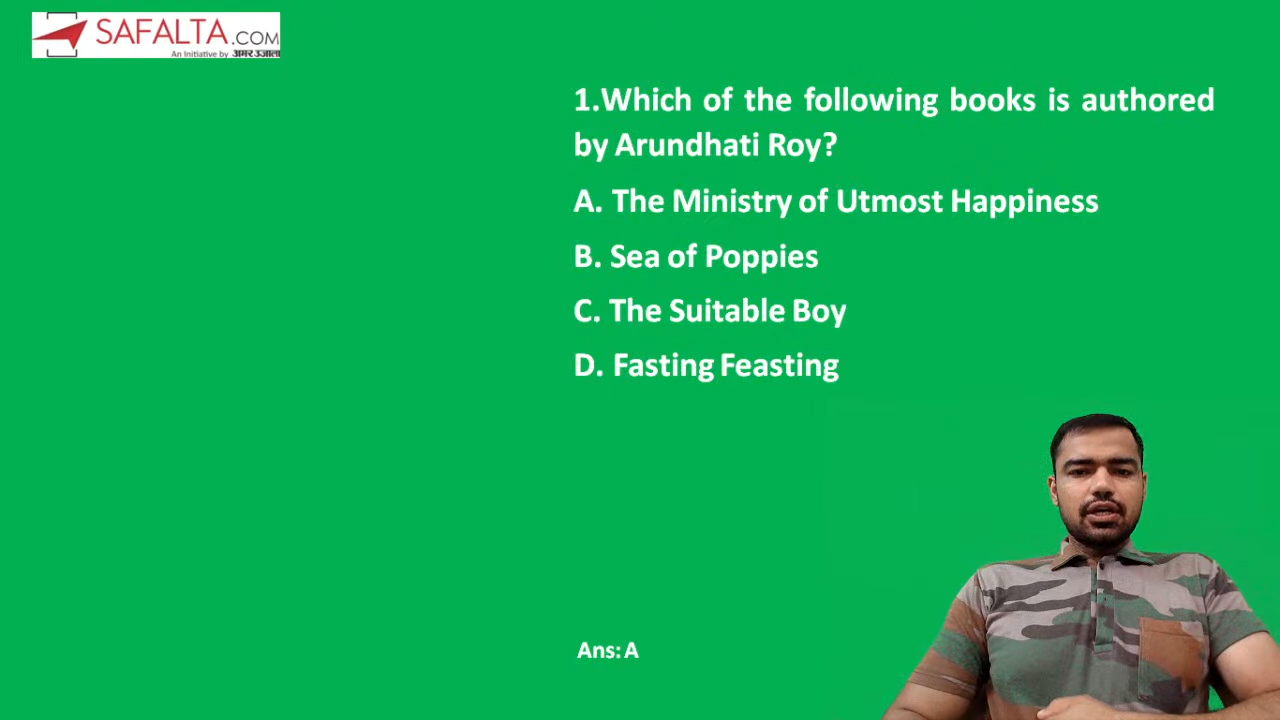 SAFALTA.COM
An Initiative by अमर उजाला
1.Which of the following books is authored
by Arundhati Roy?
A. The Ministry of Utmost Happiness
B. Sea of Poppies
C. The Suitable Boy
D. Fasting Feasting
Ans: A